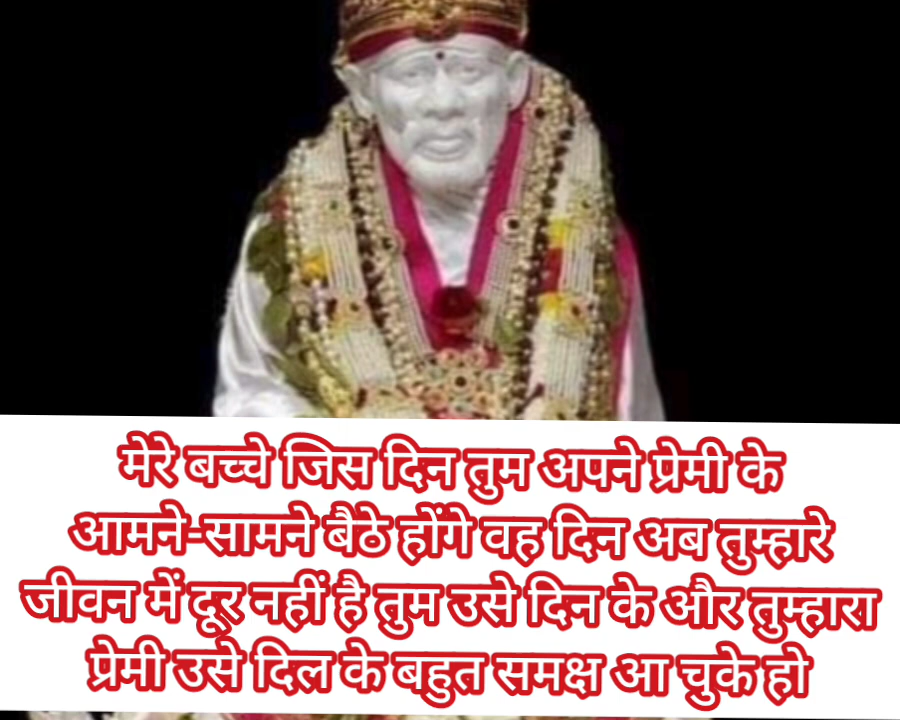 मेरे बच्चे जिस दिन तुम अपने प्रेमी के
आमने-सामने बैठे होंगे वह दिन अब तुम्हारे
जीवन में दूर नहीं है तुम उसे दिन के और तुम्हारा
प्रेमी उसे दिल के बहुत समक्ष आ चुके हो